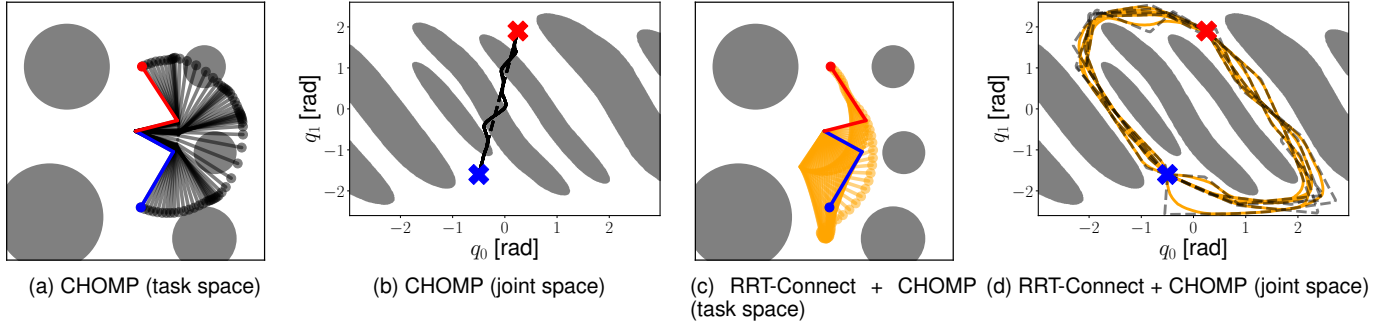 2
1
0
−1
−2
q1 [rad]
−2
−1
0
1
2
q0 [rad]
2
1
0
−1
−2
q1 [rad]
−2
−1
0
1
2
q0 [rad]
(a) CHOMP (task space)
(b) CHOMP (joint space)
(c) RRT-Connect + CHOMP
(task space)
(d) RRT-Connect + CHOMP (joint space)